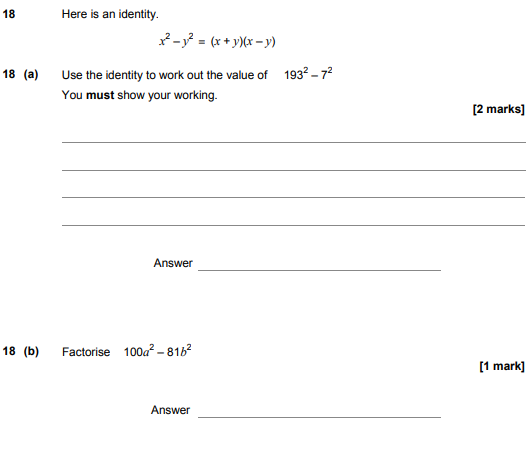 18 Here is an identity.
x² – y² = (x + y)(x – y)
18 (a) Use the identity to work out the value of 193² – 7²
You must show your working.
[2 marks]
Answer
18 (b) Factorise 100a² – 81b²
[1 mark]
Answer